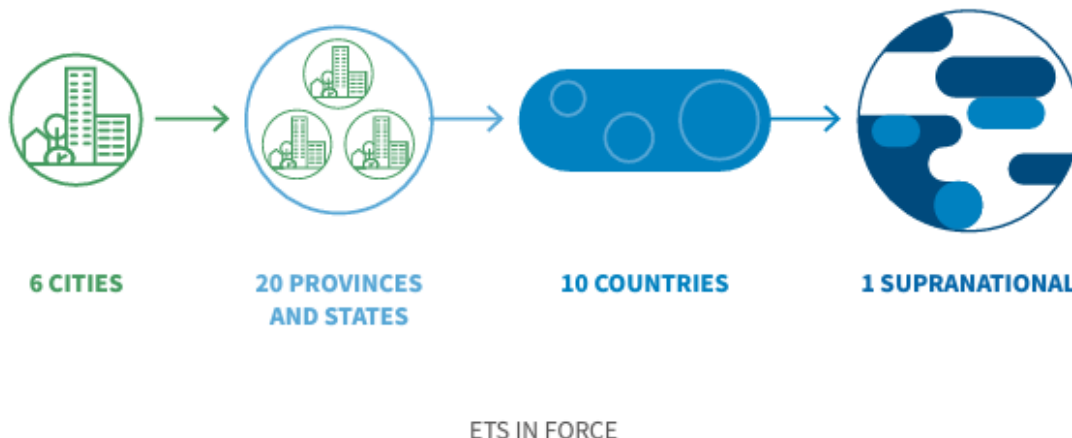 6 CITIES
20 PROVINCES
AND STATES
10 COUNTRIES
1 SUPRANATIONAL
ETS IN FORCE